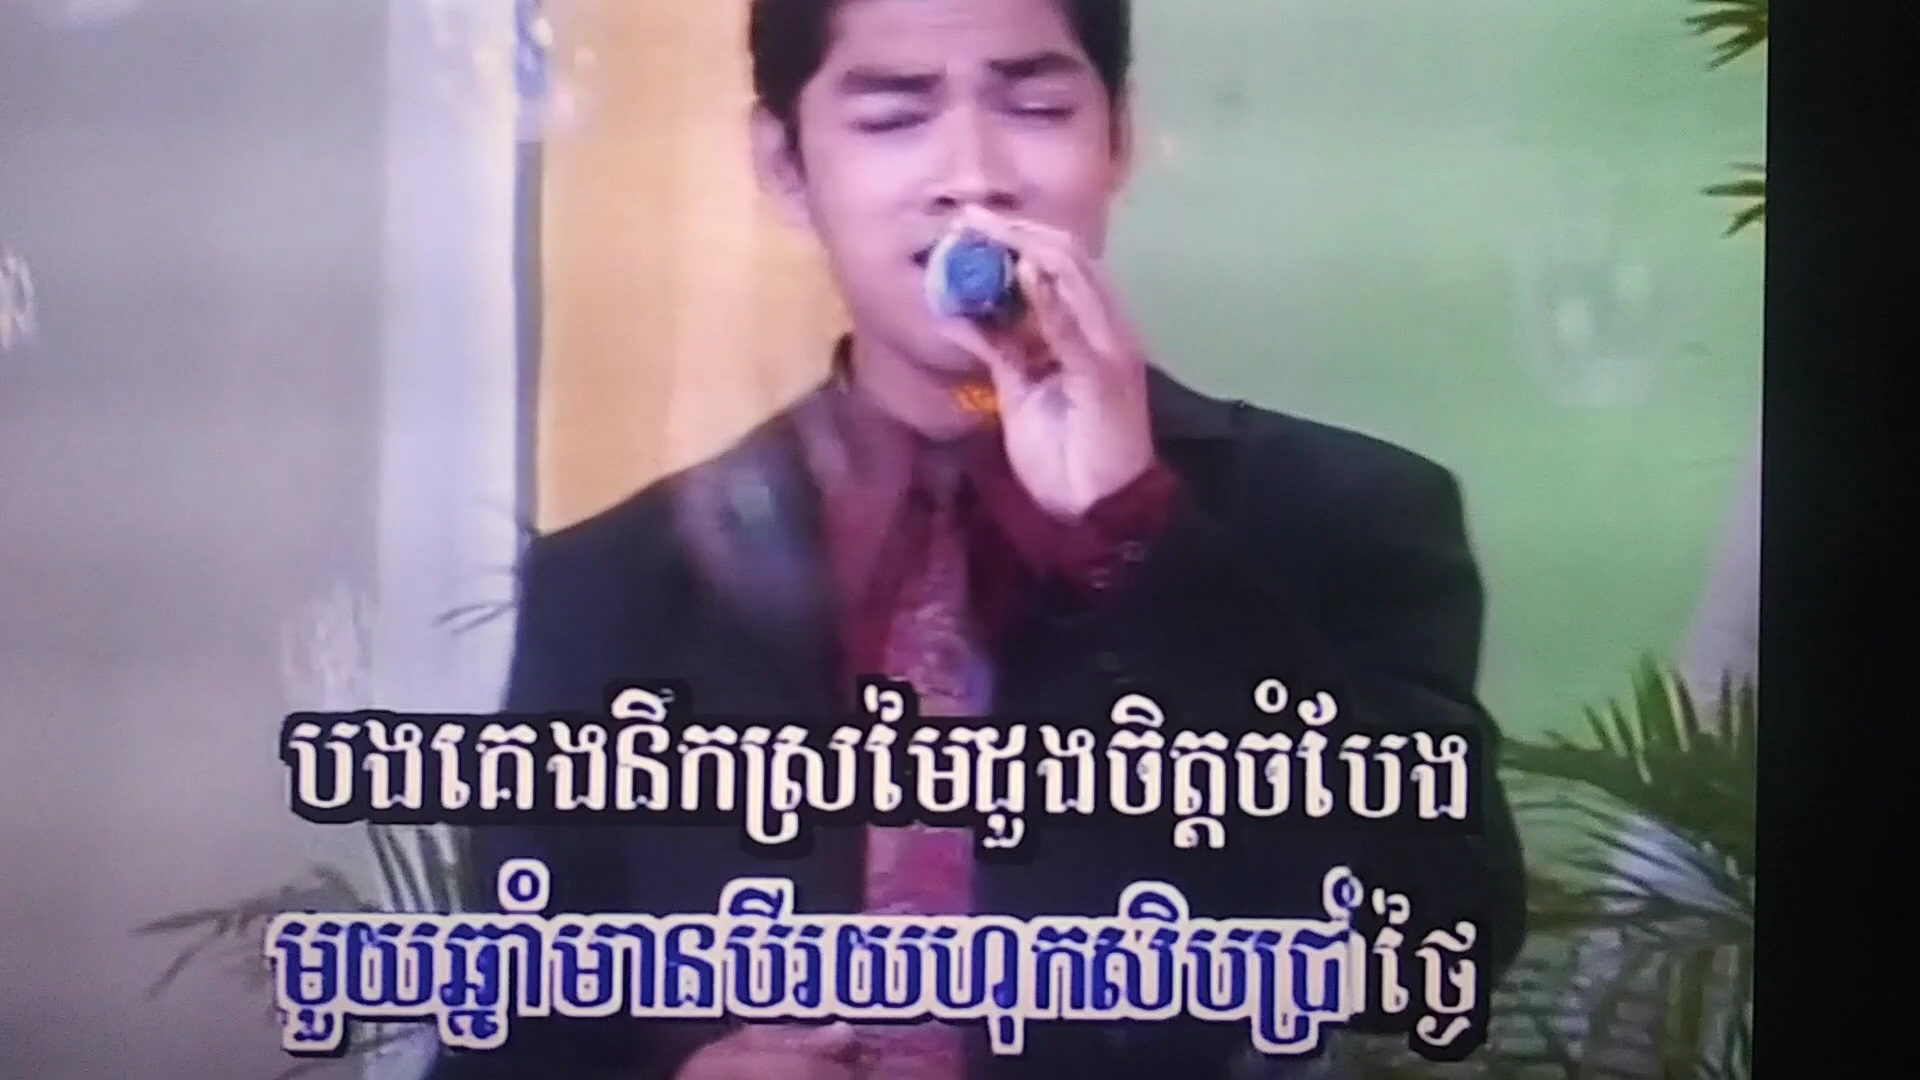 បងគេងនឹកស្រមៃដួងចិត្តចំបែង
មួយឆ្នាំមានបីរយហុកសិបប្រាំថ្ងៃ